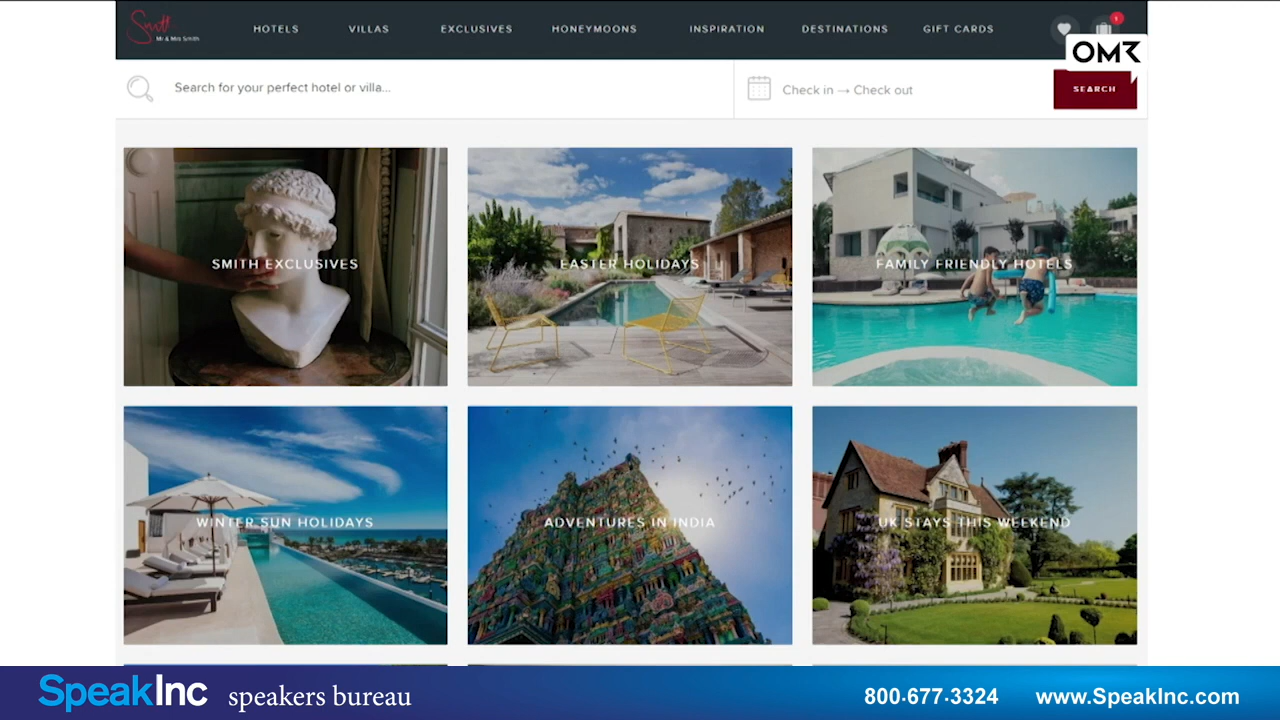 Smith
Mr & Mrs Smith
HOTELS
VILLAS
EXCLUSIVES
HONEYMOONS
INSPIRATION
DESTINATIONS
GIFT CARDS
1
OMR
Search for your perfect hotel or villa...
Check in → Check out
SEARCH
SMITH EXCLUSIVES
EASTER HOLIDAYS
FAMILY FRIENDLY HOTELS
WINTER SUN HOLIDAYS
ADVENTURES IN INDIA
UK STAYS THIS WEEKEND
SpeakInc speakers bureau
800·677·3324
www.SpeakInc.com